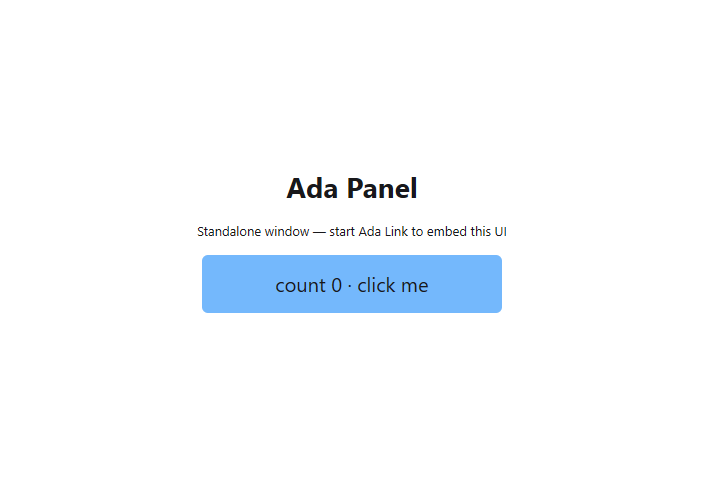 Ada Panel
Standalone window — start Ada Link to embed this UI
count 0 · click me